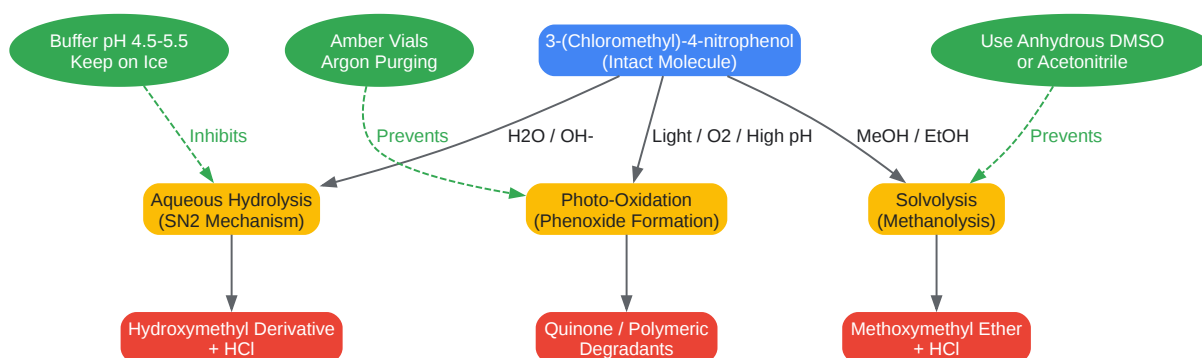 Buffer pH 4.5-5.5
Keep on Ice
Amber Vials
Argon Purging
3-(Chloromethyl)-4-nitrophenol
(Intact Molecule)
Use Anhydrous DMSO
or Acetonitrile
Inhibits
Prevents
H2O / OH-
Light / O2 / High pH
MeOH / EtOH
Prevents
Aqueous Hydrolysis
(SN2 Mechanism)
Photo-Oxidation
(Phenoxide Formation)
Solvolysis
(Methanolysis)
Hydroxymethyl Derivative
+ HCl
Quinone / Polymeric
Degradants
Methoxymethyl Ether
+ HCl